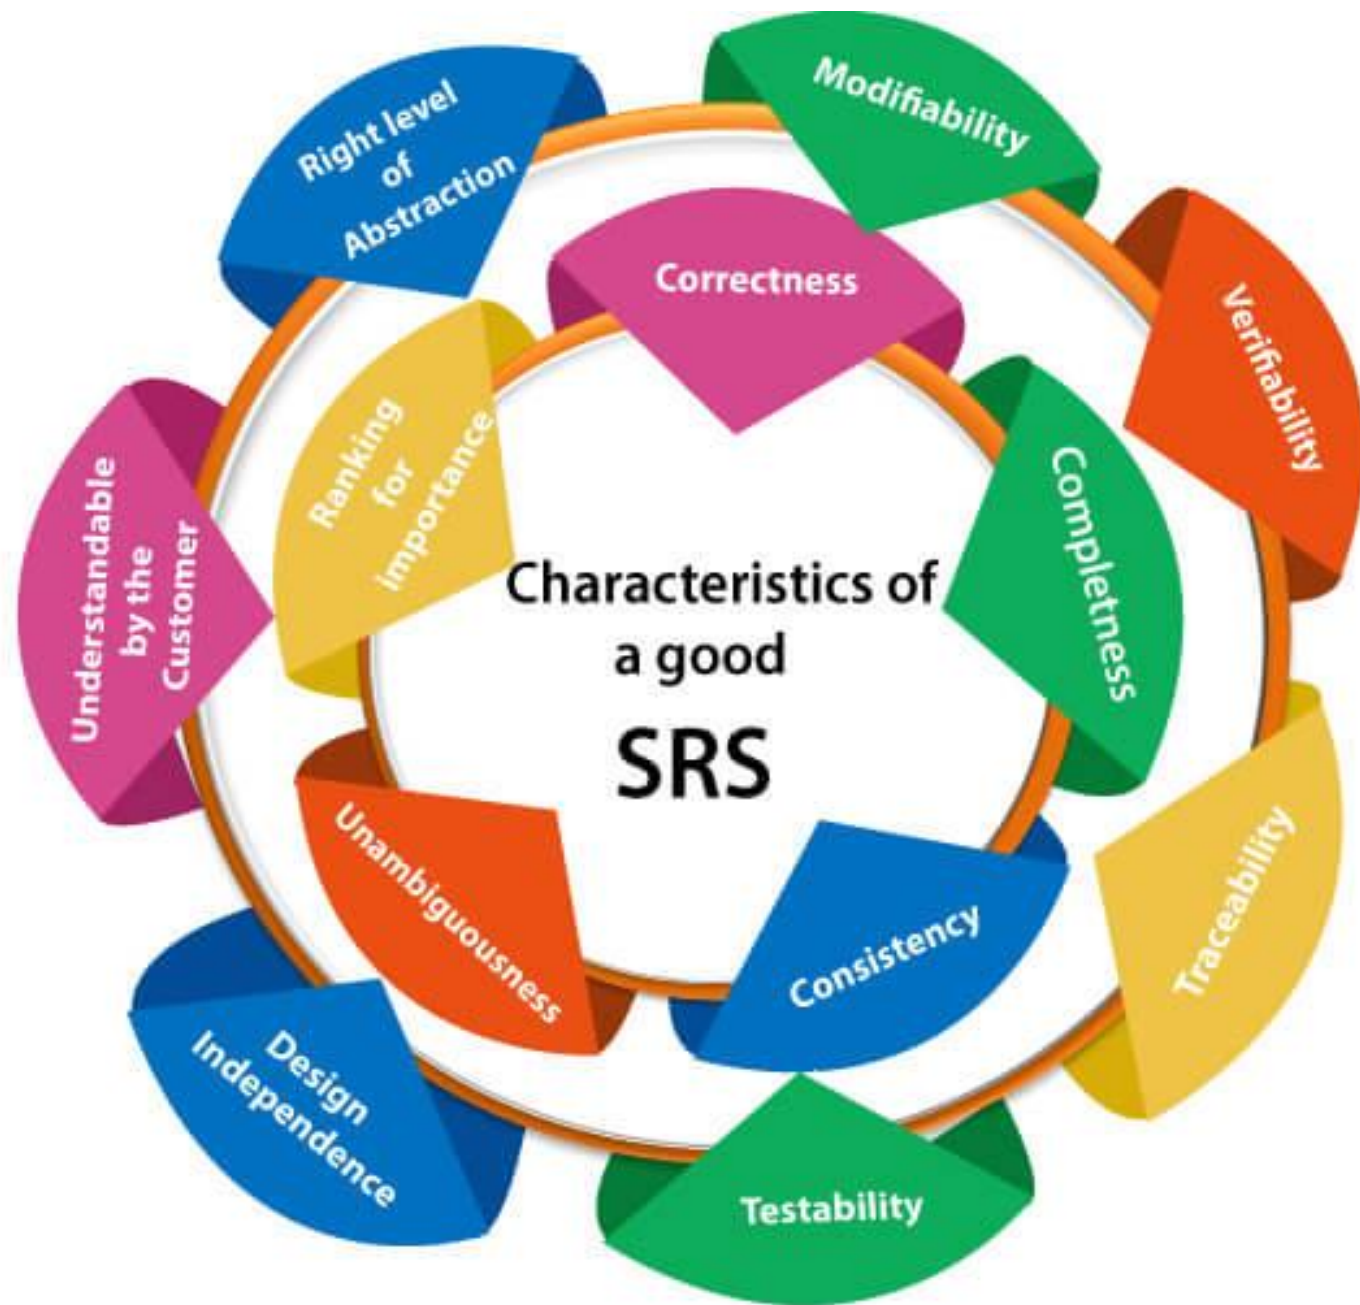 Characteristics of
a good
SRS
Correctness
Completness
Consistency
Unambiguousness
Ranking
for
importance
Modifiability
Verifiability
Traceability
Testability
Design
Independence
Understandable
by the
Customer
Right level
of
Abstraction